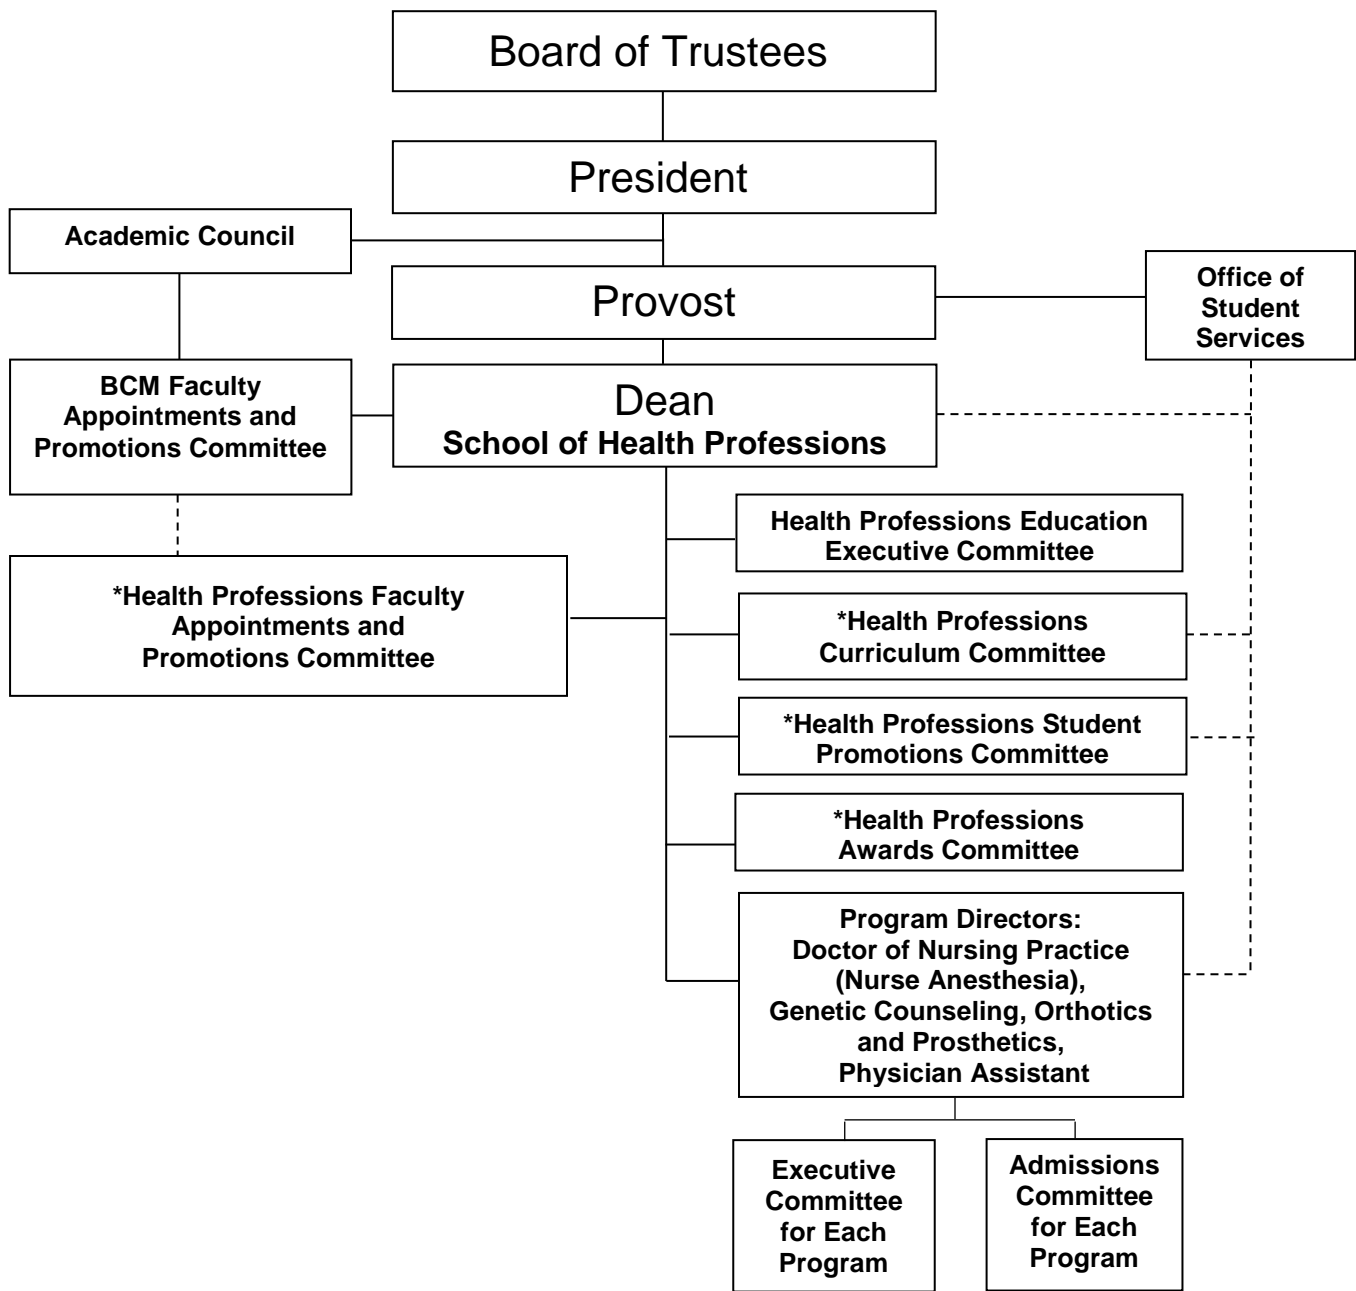 Board of Trustees
President
Academic Council
Provost
Office of
Student
Services
BCM Faculty
Appointments and
Promotions Committee
Dean
School of Health Professions
Health Professions Education
Executive Committee
*Health Professions Faculty
Appointments and
Promotions Committee
*Health Professions
Curriculum Committee
*Health Professions Student
Promotions Committee
*Health Professions
Awards Committee
Program Directors:
Doctor of Nursing Practice
(Nurse Anesthesia),
Genetic Counseling, Orthotics
and Prosthetics,
Physician Assistant
Executive
Committee
for Each
Program
Admissions
Committee
for Each
Program